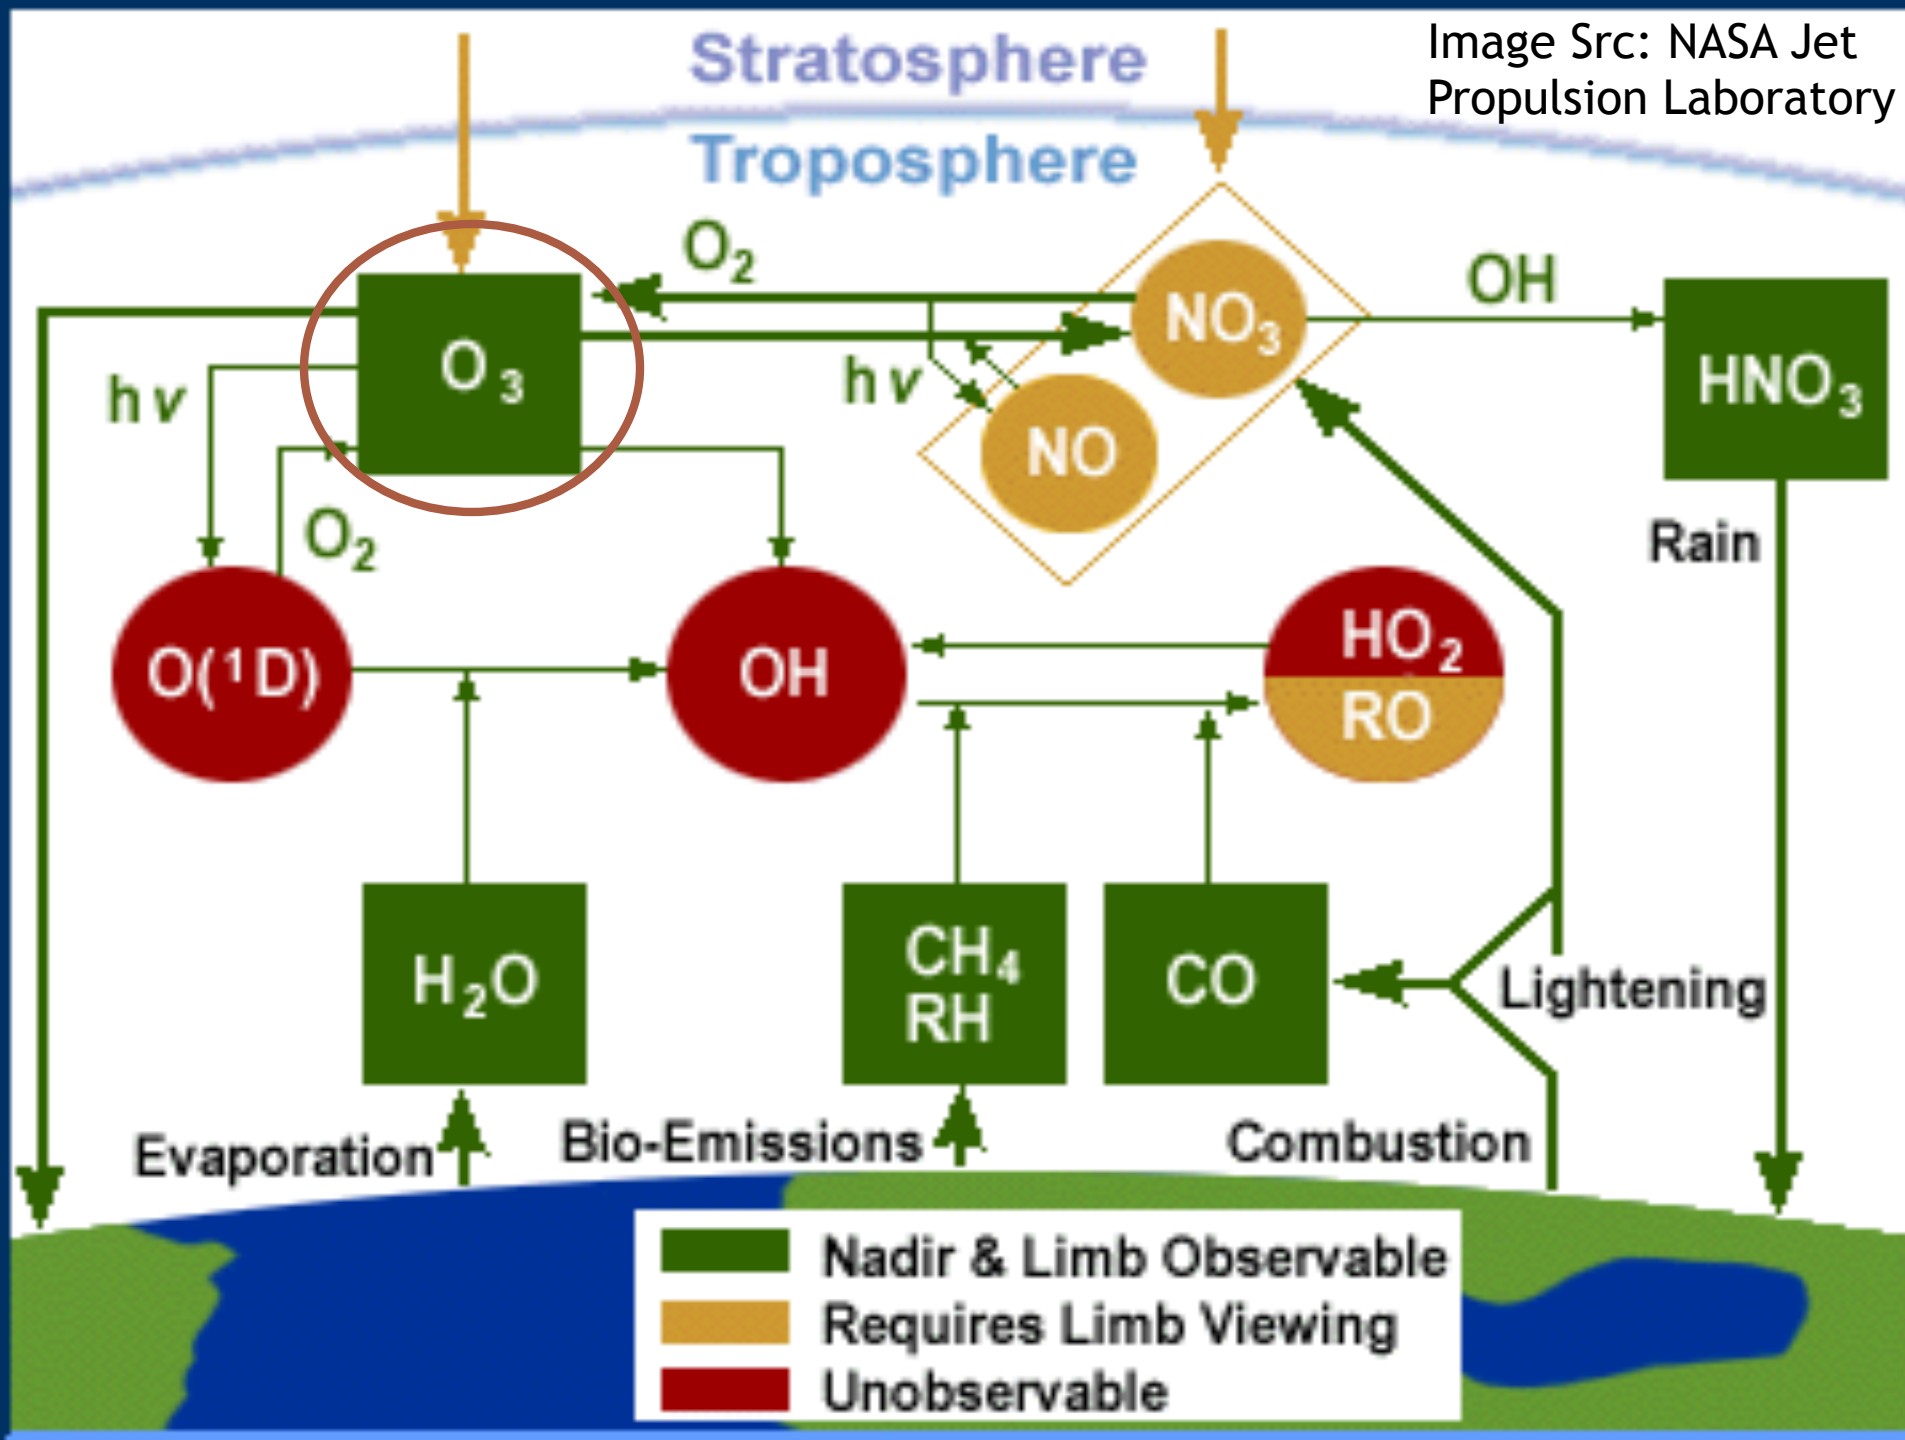 Image Src: NASA Jet
Propulsion Laboratory
Stratosphere
Troposphere
O₂
OH
O₃
NO₃
HNO₃
hν
hν
NO
O₂
Rain
O(¹D)
OH
HO₂
RO
H₂O
CH₄
RH
CO
Lightening
Evaporation
Bio-Emissions
Combustion
Nadir & Limb Observable
Requires Limb Viewing
Unobservable